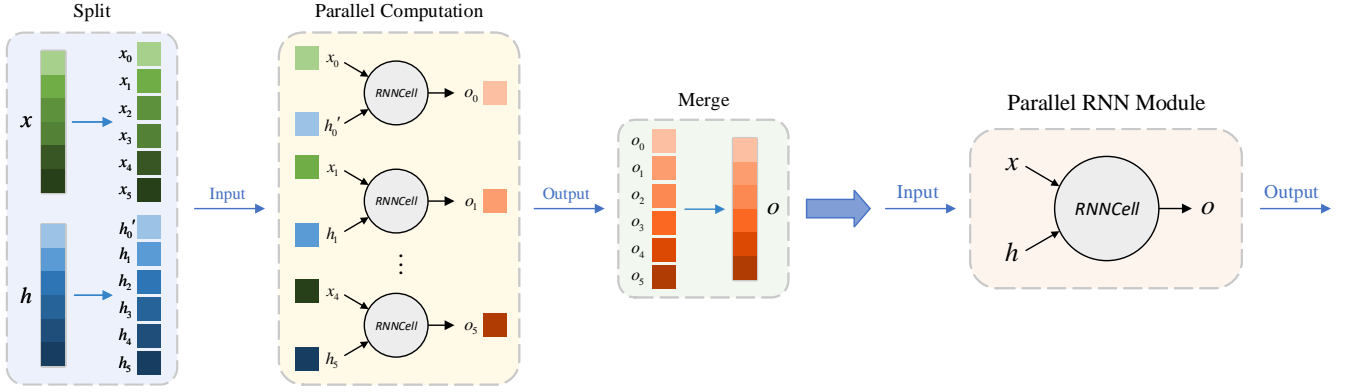 Split
x
x₀
x₁
x₂
x₃
x₄
x₅
h
h₀′
h₁
h₂
h₃
h₄
h₅
Input
Parallel Computation
x₀
h₀′
RNNCell
o₀
x₁
h₁
RNNCell
o₁
⋮
x₄
h₅
RNNCell
o₅
Output
Merge
o₀
o₁
o₂
o₃
o₄
o₅
o
Input
Parallel RNN Module
x
h
RNNCell
o
Output